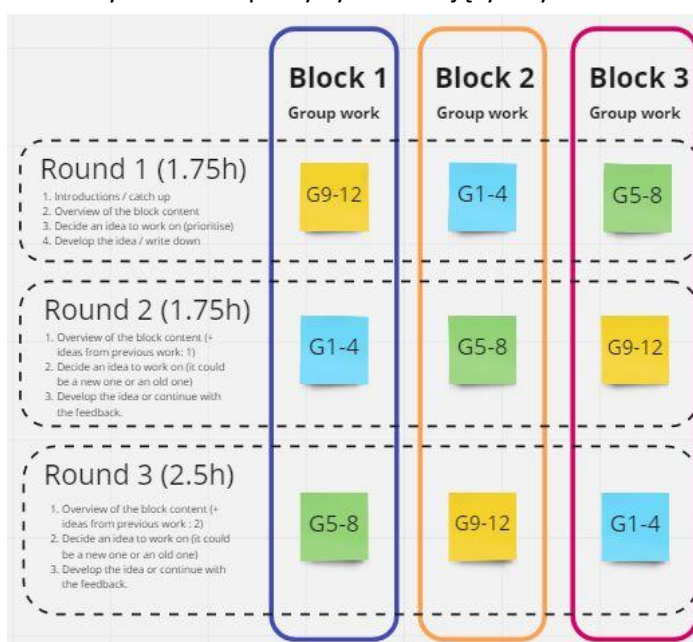 Block 1
Block 2
Block 3
Group work
Group work
Group work
Round 1 (1.75h)
1. Introductions / catch up
2. Overview of the block content
3. Decide an idea to work on (prioritise)
4. Develop the idea / write down
G9-12
G1-4
G5-8
Round 2 (1.75h)
1. Overview of the block content (+
ideas from previous work: 1)
2. Decide an idea to work on (it could
be a new one or an old one)
3. Develop the idea or continue with
the feedback.
G1-4
G5-8
G9-12
Round 3 (2.5h)
1. Overview of the block content (+
ideas from previous work : 2)
2. Decide an idea to work on (it could
be a new one or an old one)
3. Develop the idea or continue with
the feedback.
G5-8
G9-12
G1-4